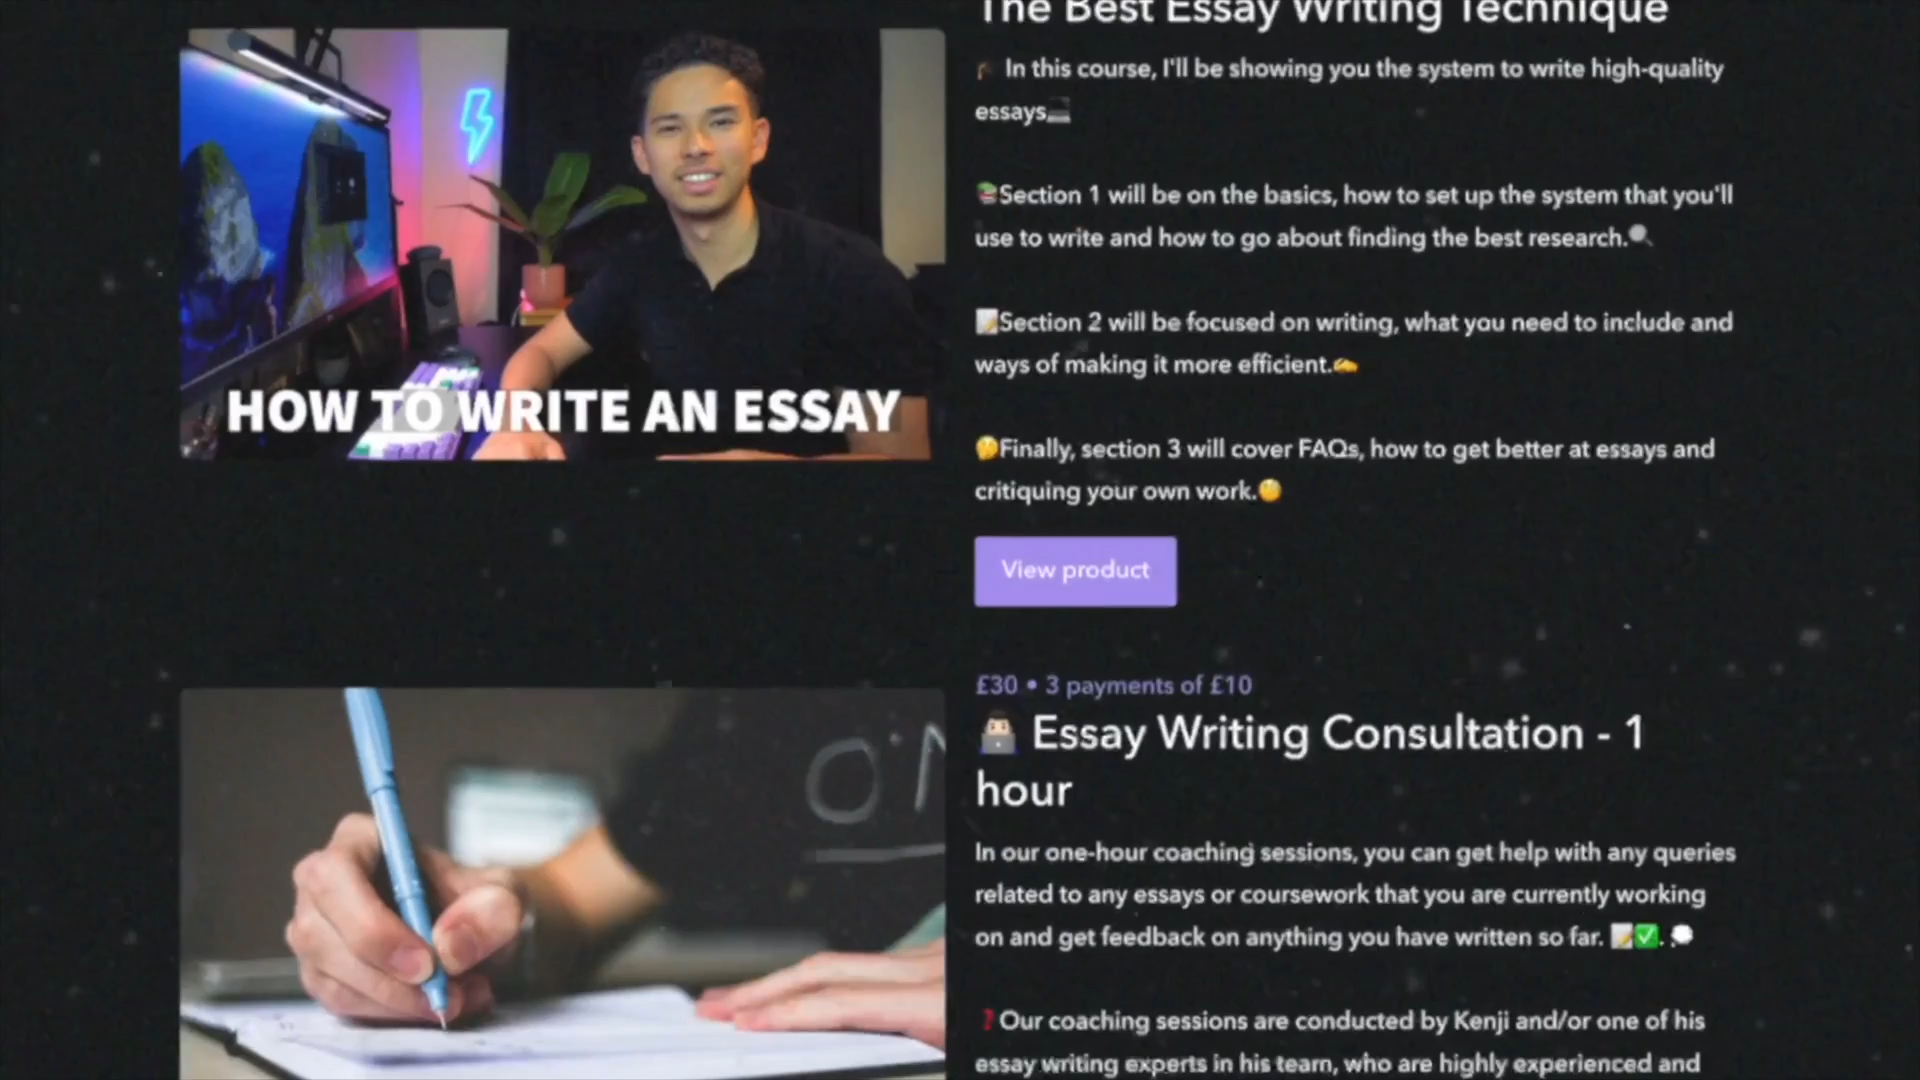 The Best Essay Writing Technique
In this course, I'll be showing you the system to write high-quality
essays
Section 1 will be on the basics, how to set up the system that you'll
use to write and how to go about finding the best research.
Section 2 will be focused on writing, what you need to include and
ways of making it more efficient.
Finally, section 3 will cover FAQs, how to get better at essays and
critiquing your own work.
HOW TO WRITE AN ESSAY
View product
£30 • 3 payments of £10
Essay Writing Consultation - 1
hour
In our one-hour coaching sessions, you can get help with any queries
related to any essays or coursework that you are currently working
on and get feedback on anything you have written so far. .
Our coaching sessions are conducted by Kenji and/or one of his
essay writing experts in his team, who are highly experienced and